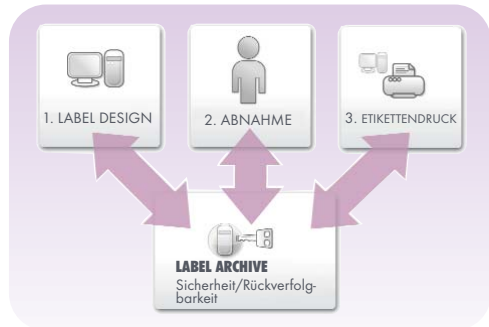 1. LABEL DESIGN
2. ABNAHME
3. ETIKETTENDRUCK
LABEL ARCHIVE
Sicherheit/Rückverfolg-
barkeit